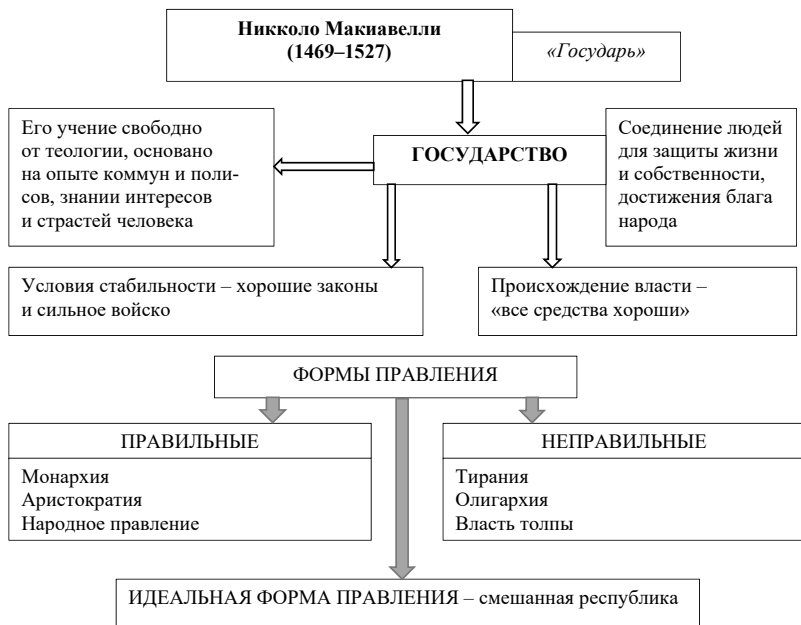 Никколо Макиавелли
(1469–1527)
«Государь»
Его учение свободно
от теологии, основано
на опыте коммун и поли-
сов, знании интересов
и страстей человека
ГОСУДАРСТВО
Соединение людей
для защиты жизни
и собственности,
достижения блага
народа
Условия стабильности – хорошие законы
и сильное войско
Происхождение власти –
«все средства хороши»
ФОРМЫ ПРАВЛЕНИЯ
ПРАВИЛЬНЫЕ
Монархия
Аристократия
Народное правление
НЕПРАВИЛЬНЫЕ
Тирания
Олигархия
Власть толпы
ИДЕАЛЬНАЯ ФОРМА ПРАВЛЕНИЯ – смешанная республика